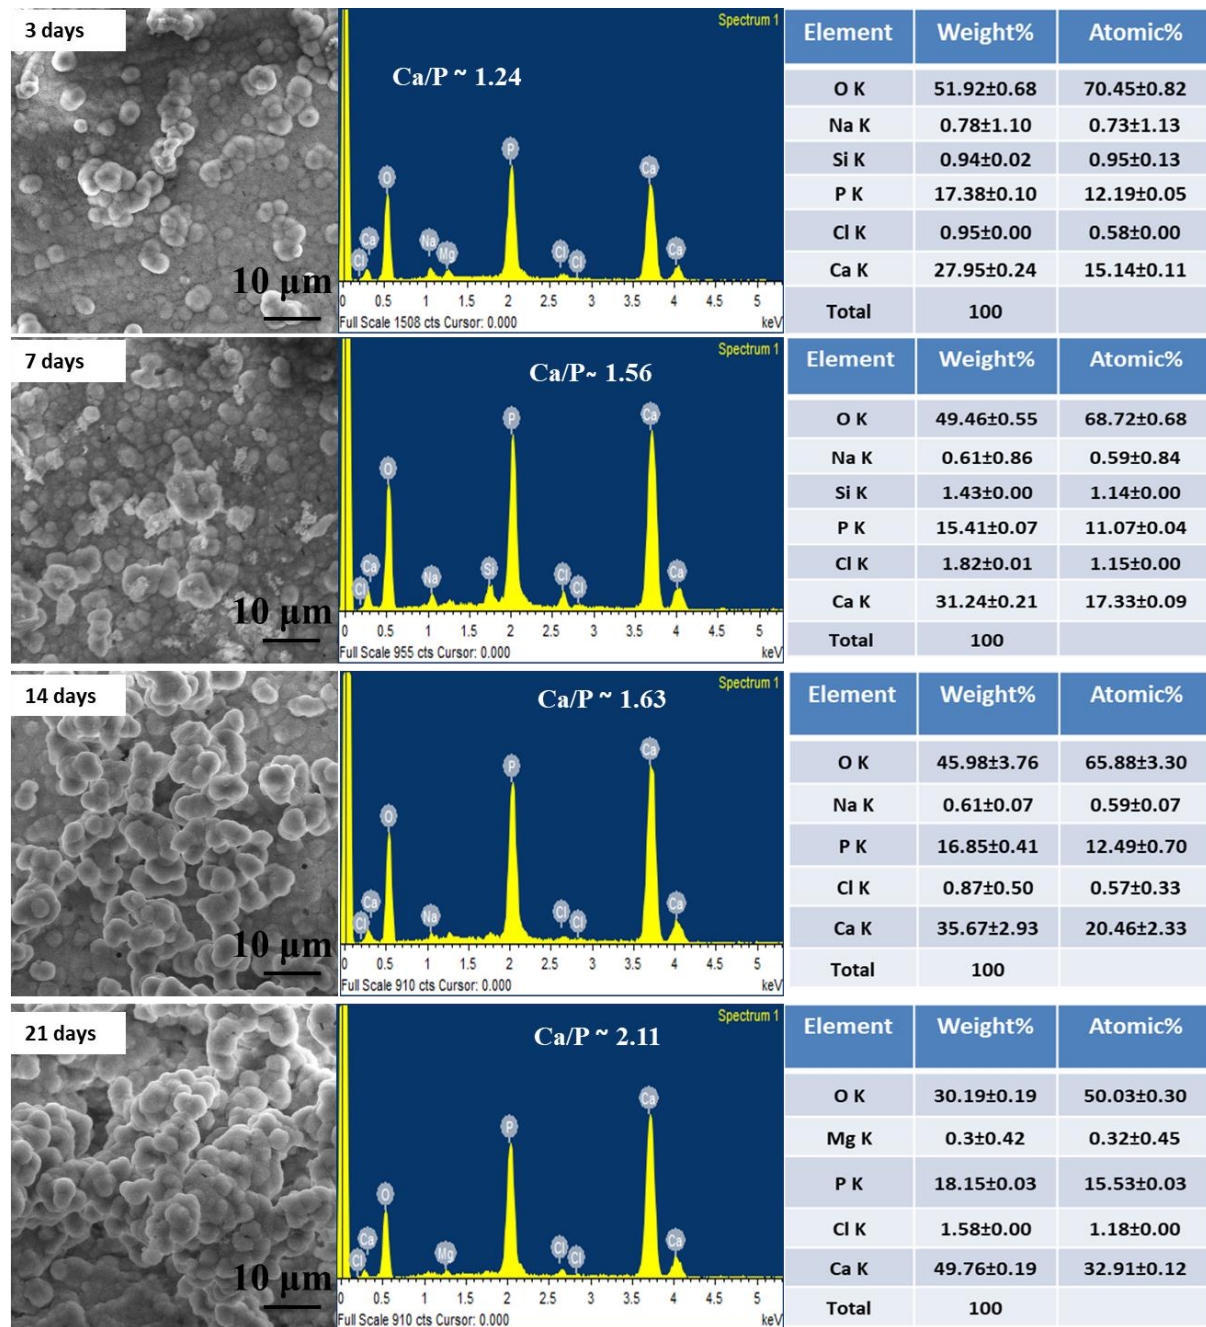 3 days
10 µm
Spectrum 1
Ca/P ~ 1.24
Cl
Ca
O
Na
Mg
P
Cl
Cl
Ca
Ca
0 0.5 1 1.5 2 2.5 3 3.5 4 4.5 5
Full Scale 1508 cts Cursor: 0.000 keV
Element Weight% Atomic%
O K 51.92±0.68 70.45±0.82
Na K 0.78±1.10 0.73±1.13
Si K 0.94±0.02 0.95±0.13
P K 17.38±0.10 12.19±0.05
Cl K 0.95±0.00 0.58±0.00
Ca K 27.95±0.24 15.14±0.11
Total 100
7 days
10 µm
Spectrum 1
Ca/P~ 1.56
Cl
Ca
O
Na
Si
P
Cl
Cl
Ca
Ca
0 0.5 1 1.5 2 2.5 3 3.5 4 4.5 5
Full Scale 955 cts Cursor: 0.000 keV
Element Weight% Atomic%
O K 49.46±0.55 68.72±0.68
Na K 0.61±0.86 0.59±0.84
Si K 1.43±0.00 1.14±0.00
P K 15.41±0.07 11.07±0.04
Cl K 1.82±0.01 1.15±0.00
Ca K 31.24±0.21 17.33±0.09
Total 100
14 days
10 µm
Spectrum 1
Ca/P ~ 1.63
Cl
Ca
O
Na
P
Cl
Cl
Ca
Ca
0 0.5 1 1.5 2 2.5 3 3.5 4 4.5 5
Full Scale 910 cts Cursor: 0.000 keV
Element Weight% Atomic%
O K 45.98±3.76 65.88±3.30
Na K 0.61±0.07 0.59±0.07
P K 16.85±0.41 12.49±0.70
Cl K 0.87±0.50 0.57±0.33
Ca K 35.67±2.93 20.46±2.33
Total 100
21 days
10 µm
Spectrum 1
Ca/P ~ 2.11
Cl
Ca
O
Mg
P
Cl
Cl
Ca
Ca
0 0.5 1 1.5 2 2.5 3 3.5 4 4.5 5
Full Scale 910 cts Cursor: 0.000 keV
Element Weight% Atomic%
O K 30.19±0.19 50.03±0.30
Mg K 0.3±0.42 0.32±0.45
P K 18.15±0.03 15.53±0.03
Cl K 1.58±0.00 1.18±0.00
Ca K 49.76±0.19 32.91±0.12
Total 100